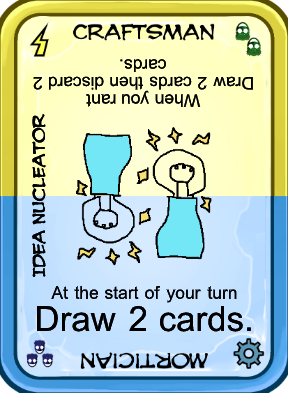 CRAFTSMAN
When you rant
Draw 2 cards then discard 2
cards.
IDEA NUCLEATOR
At the start of your turn
Draw 2 cards.
MORTICIAN